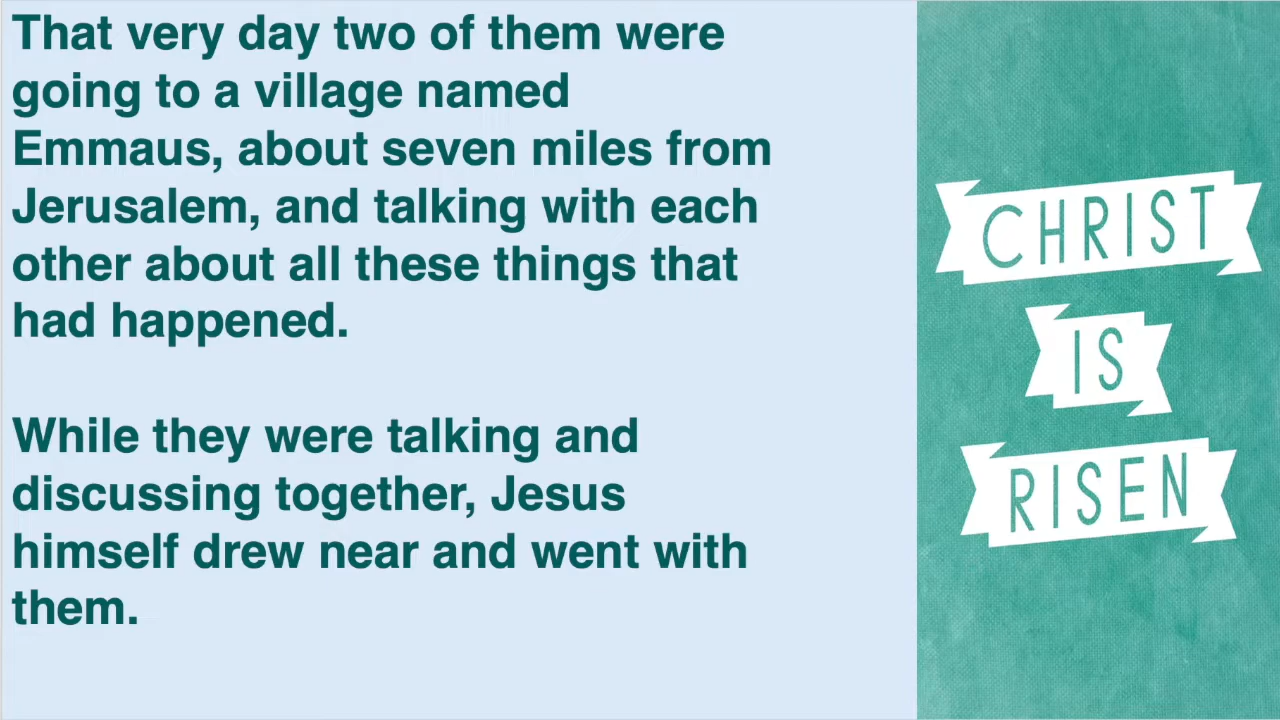 That very day two of them were
going to a village named
Emmaus, about seven miles from
Jerusalem, and talking with each
other about all these things that
had happened.
While they were talking and
discussing together, Jesus
himself drew near and went with
them.
CHRIST
IS
RISEN